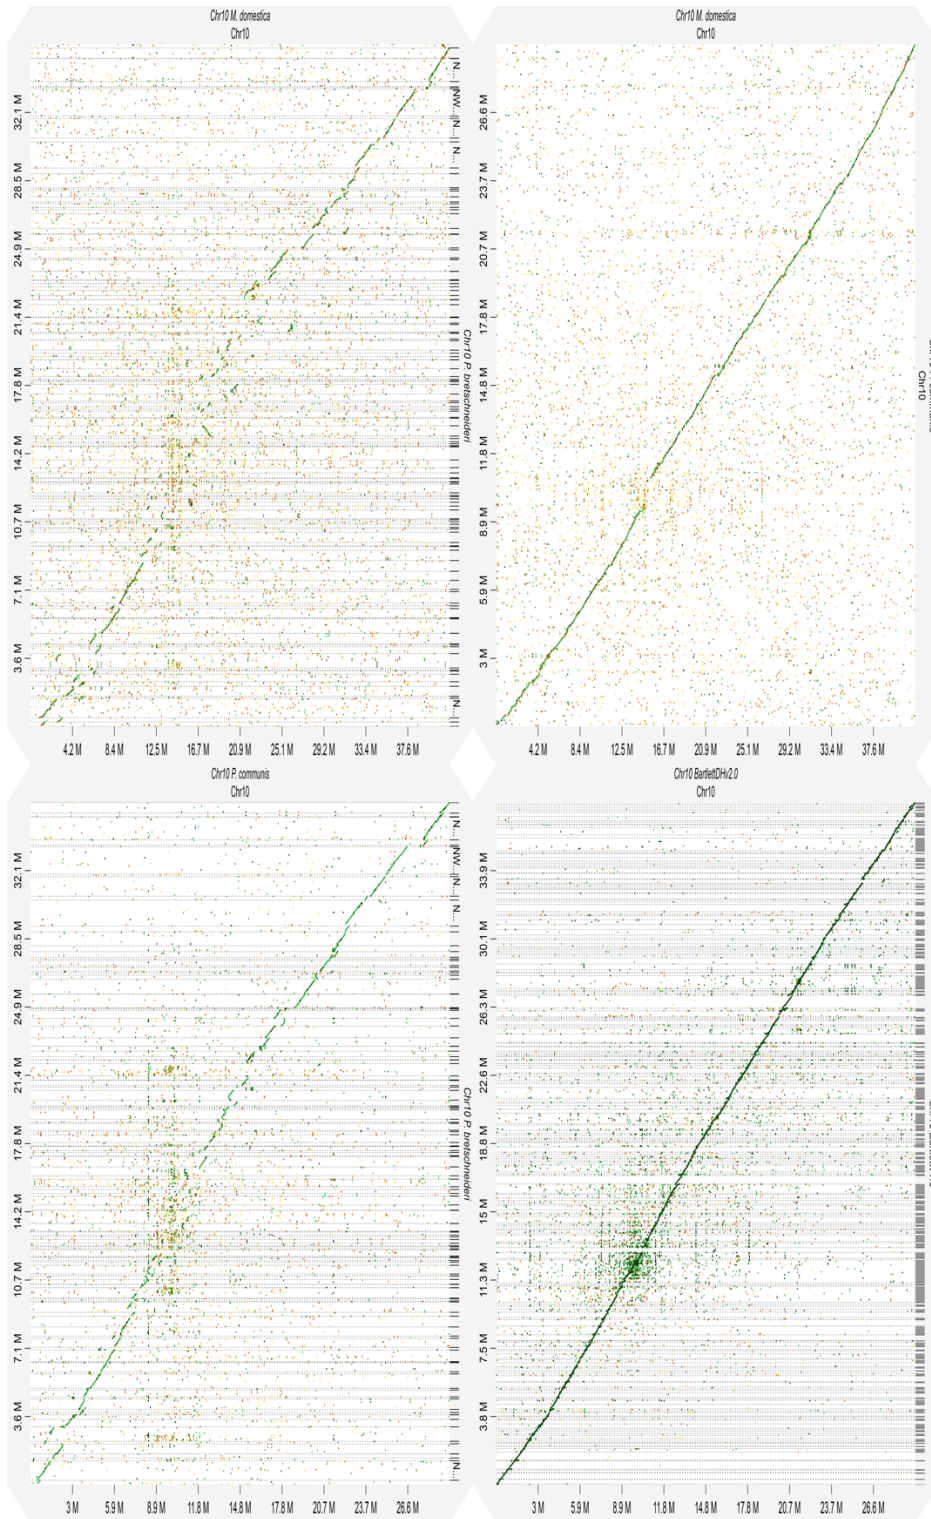 Chr10 M. domestica
Chr10
32.1 M
28.5 M
24.9 M
21.4 M
17.8 M
14.2 M
10.7 M
7.1 M
3.6 M
N...
NW...
N...
N...
N...
Chr10 P. bretschneideri
4.2 M 8.4 M 12.5 M 16.7 M 20.9 M 25.1 M 29.2 M 33.4 M 37.6 M
Chr10 M. domestica
Chr10
26.6 M
23.7 M
20.7 M
17.8 M
14.8 M
11.8 M
8.9 M
5.9 M
3 M
Chr10
4.2 M 8.4 M 12.5 M 16.7 M 20.9 M 25.1 M 29.2 M 33.4 M 37.6 M
Chr10 P. communis
Chr10
32.1 M
28.5 M
24.9 M
21.4 M
17.8 M
14.2 M
10.7 M
7.1 M
3.6 M
N...
NW...
IN...
N...
N...
Chr10 P. bretschneideri
3 M 5.9 M 8.9 M 11.8 M 14.8 M 17.8 M 20.7 M 23.7 M 26.6 M
Chr10 BartlettDHv2.0
Chr10
33.9 M
30.1 M
26.3 M
22.6 M
18.8 M
15 M
11.3 M
7.5 M
3.8 M
3 M 5.9 M 8.9 M 11.8 M 14.8 M 17.8 M 20.7 M 23.7 M 26.6 M